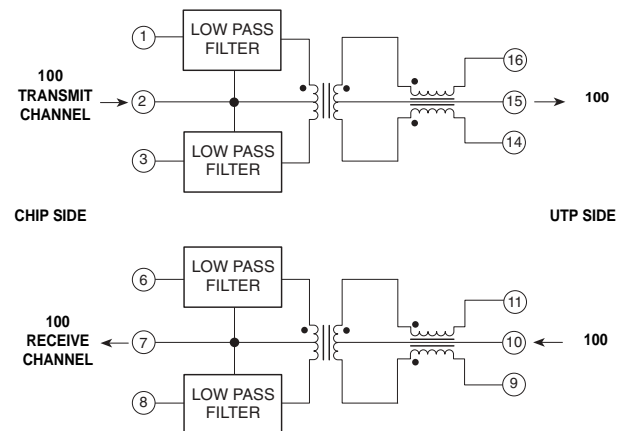 1
LOW PASS
FILTER
16
100
TRANSMIT
CHANNEL
2
15
100
3
LOW PASS
FILTER
14
CHIP SIDE
UTP SIDE
6
LOW PASS
FILTER
11
100
RECEIVE
CHANNEL
7
10
100
8
LOW PASS
FILTER
9